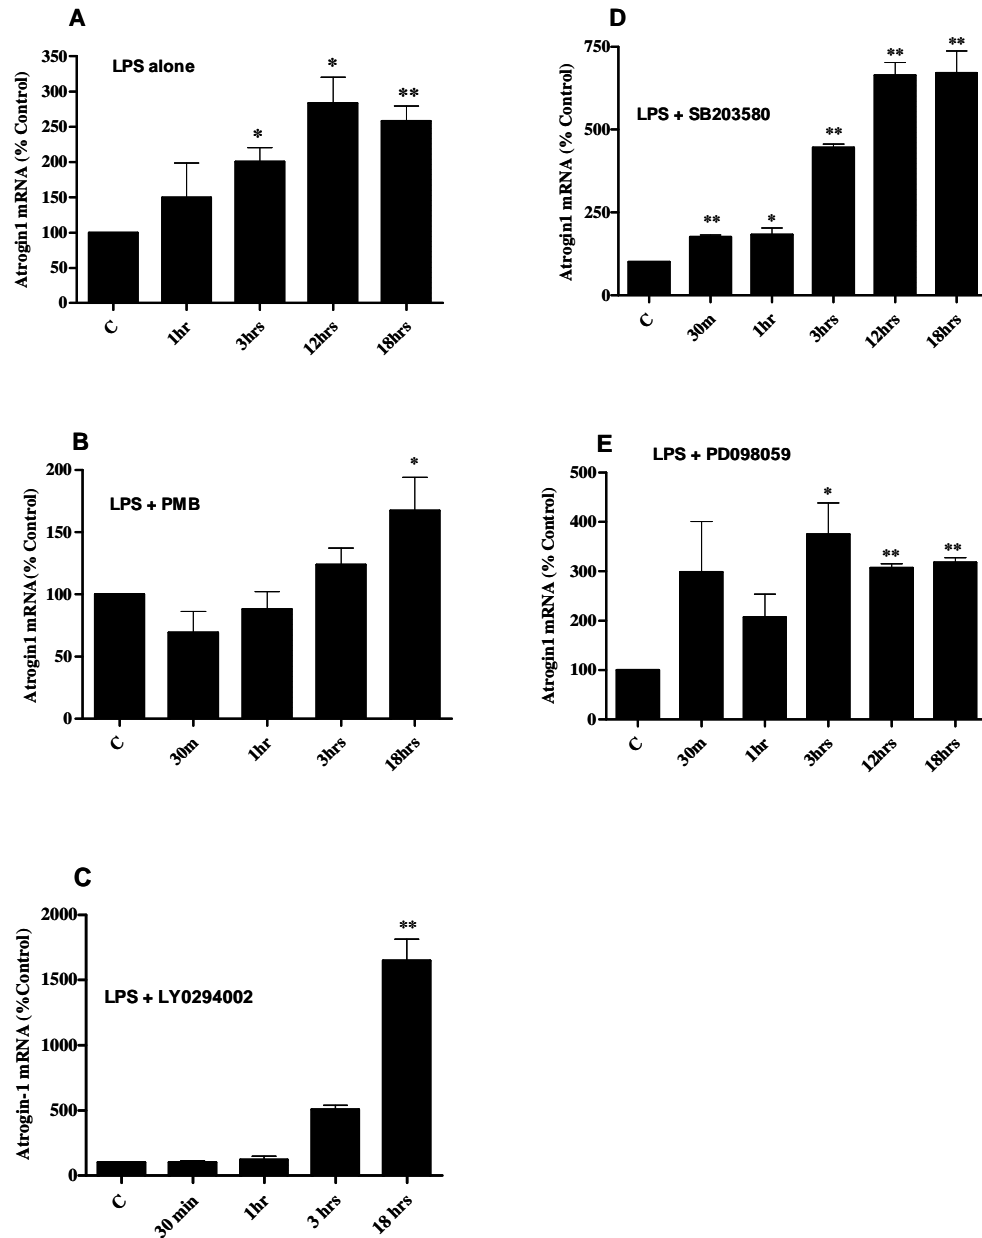 A
LPS alone
Atrogin1 mRNA (% Control)
350
300
250
200
150
100
50
0
*
*
**
C
1hr
3hrs
12hrs
18hrs
B
LPS + PMB
Atrogin1 mRNA(% Control)
200
150
100
50
0
*
C
30m
1hr
3hrs
18hrs
C
LPS + LY0294002
Atrogin-1 mRNA (%Control)
2000
1500
1000
500
0
**
C
30 min
1hr
3 hrs
18 hrs
D
LPS + SB203580
Atrogin1 mRNA (% Control)
750
500
250
0
**
*
**
**
**
C
30m
1hr
3hrs
12hrs
18hrs
E
LPS + PD098059
Atrogin1 mRNA (% Control)
500
400
300
200
100
0
*
**
**
C
30m
1hr
3hrs
12hrs
18hrs